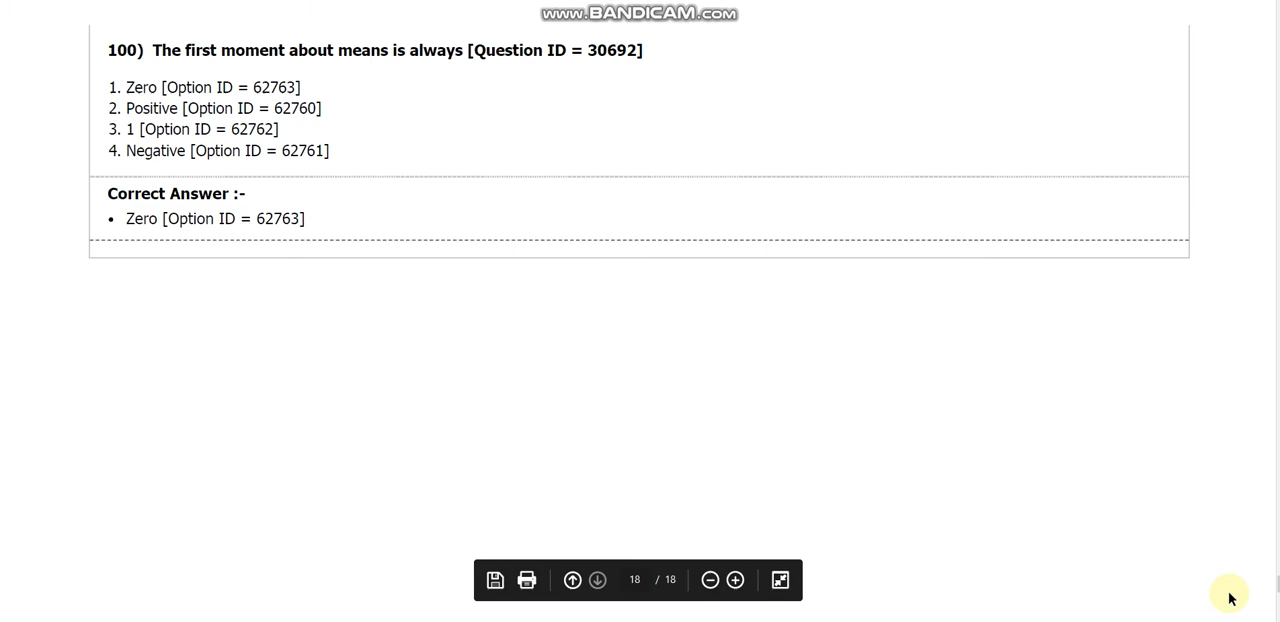 www.BANDICAM.com
100) The first moment about means is always [Question ID = 30692]
1. Zero [Option ID = 62763]
2. Positive [Option ID = 62760]
3. 1 [Option ID = 62762]
4. Negative [Option ID = 62761]
Correct Answer :-
• Zero [Option ID = 62763]
18 / 18